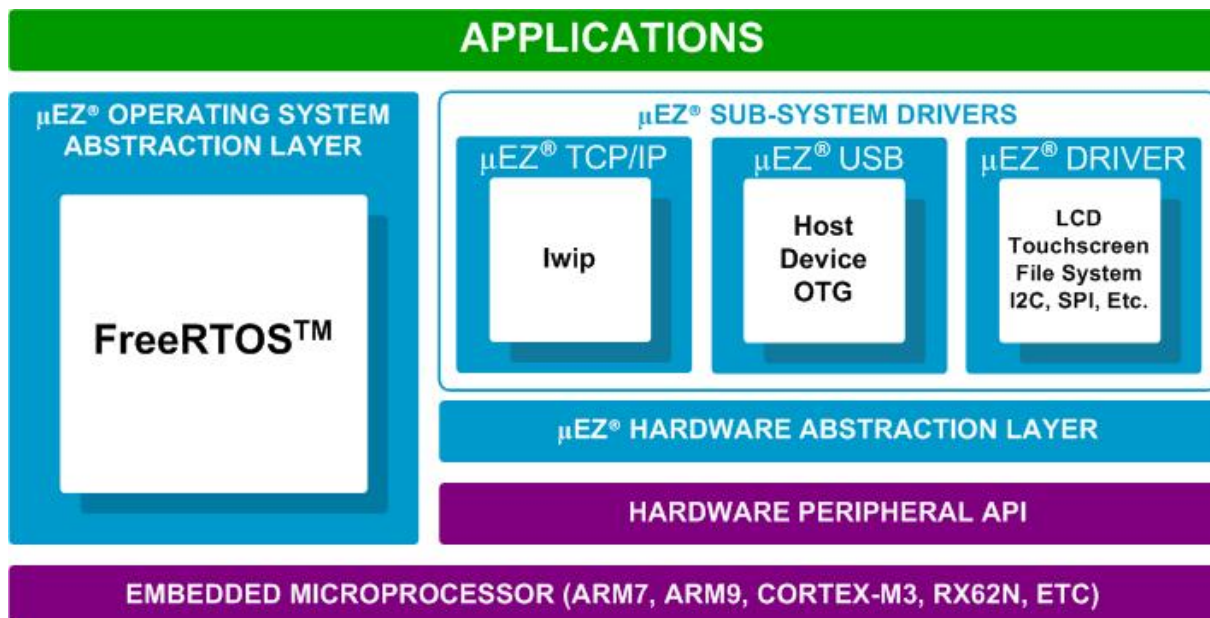 APPLICATIONS
μEZ® OPERATING SYSTEM
ABSTRACTION LAYER
FreeRTOS™
μEZ® SUB-SYSTEM DRIVERS
μEZ® TCP/IP
lwip
μEZ® USB
Host
Device
OTG
μEZ® DRIVER
LCD
Touchscreen
File System
I2C, SPI, Etc.
μEZ® HARDWARE ABSTRACTION LAYER
HARDWARE PERIPHERAL API
EMBEDDED MICROPROCESSOR (ARM7, ARM9, CORTEX-M3, RX62N, ETC)